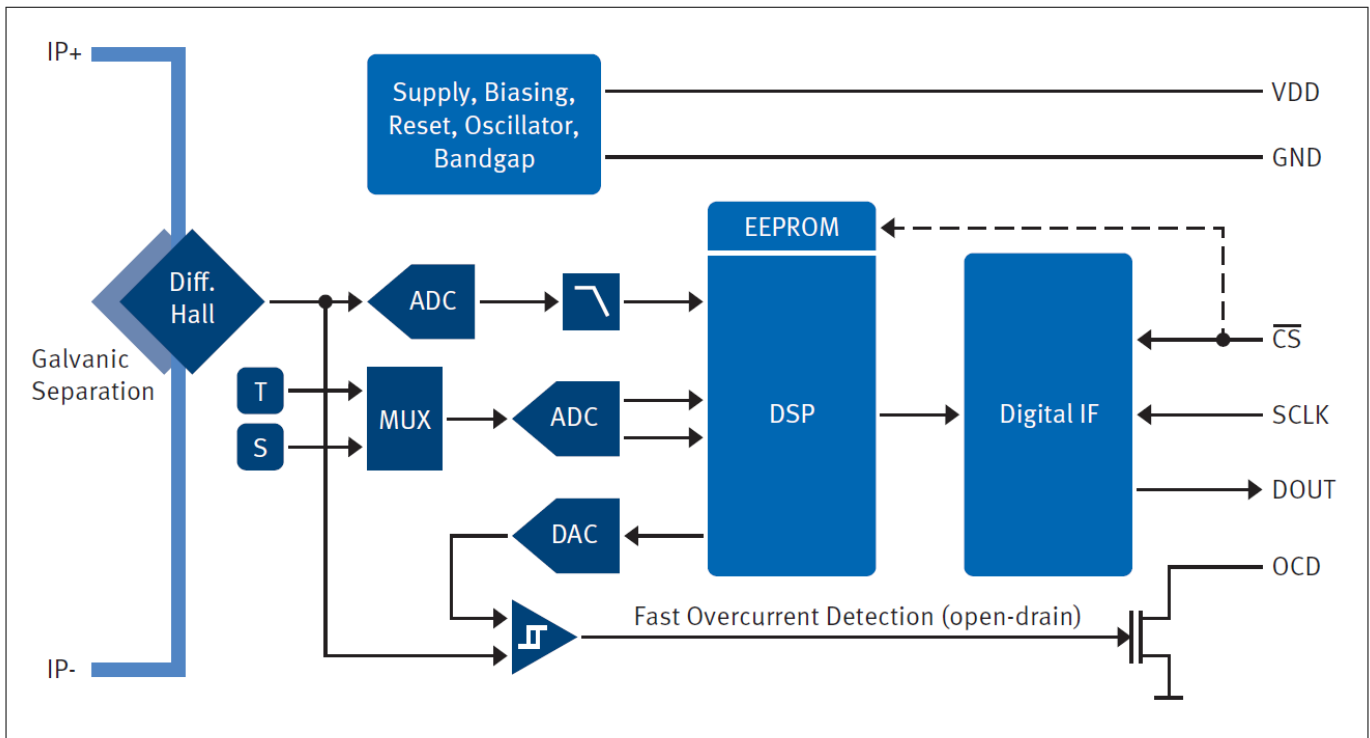 IP+
Supply, Biasing,
Reset, Oscillator,
Bandgap
VDD
GND
EEPROM
Diff.
Hall
ADC
Galvanic
Separation
T
S
MUX
ADC
DSP
Digital IF
C̅S̅
SCLK
DOUT
DAC
OCD
Fast Overcurrent Detection (open-drain)
IP-